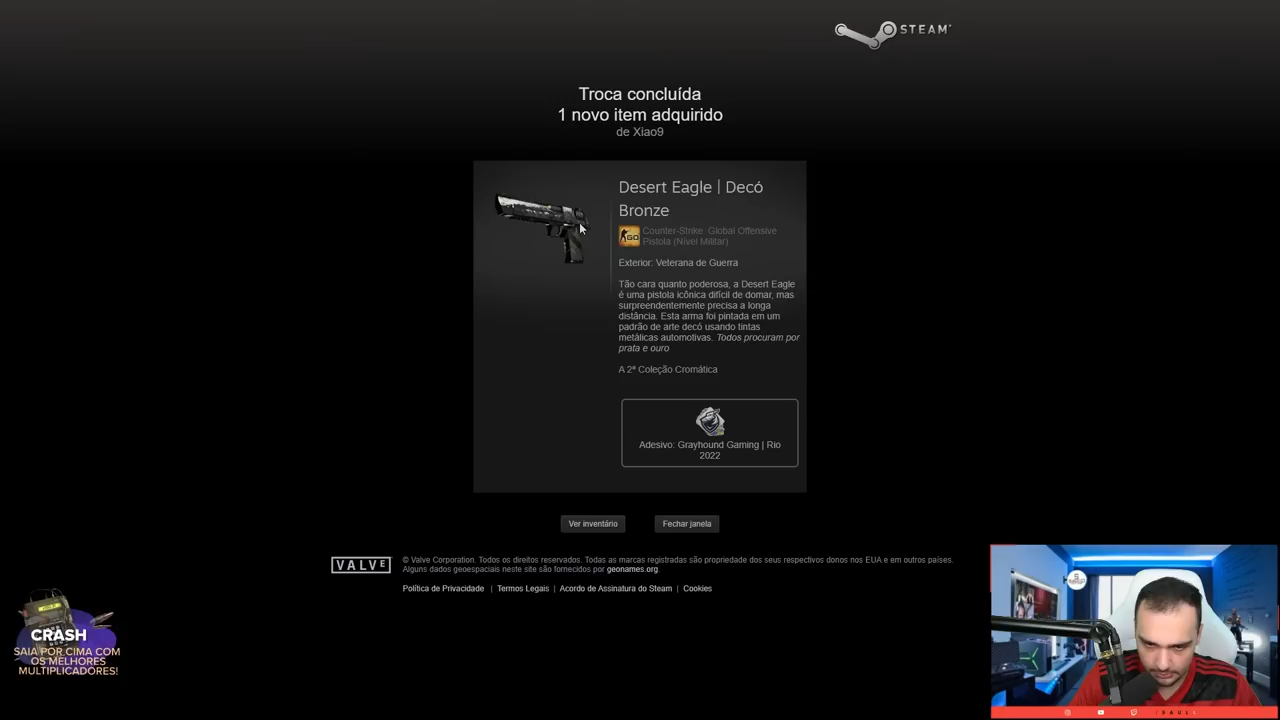 STEAM
Troca concluída
1 novo item adquirido
de Xiao9
Desert Eagle | Decó
Bronze
GO
Counter-Strike: Global Offensive
Pistola (Nível Militar)
Exterior: Veterana de Guerra
Tão cara quanto poderosa, a Desert Eagle
é uma pistola icônica difícil de domar, mas
surpreendentemente precisa a longa
distância. Esta arma foi pintada em um
padrão de arte decó usando tintas
metálicas automotivas. Todos procuram por
prata e ouro
A 2ª Coleção Cromática
Adesivo: Grayhound Gaming | Rio
2022
Ver inventário
Fechar janela
VALVE
© Valve Corporation. Todos os direitos reservados. Todas as marcas registradas são propriedade dos seus respectivos donos nos EUA e em outros países.
Alguns dados geoespaciais neste site são fornecidos por geonames.org.
Política de Privacidade | Termos Legais | Acordo de Assinatura do Steam | Cookies
CRASH
SAIA POR CIMA COM
OS MELHORES
MULTIPLICADORES!